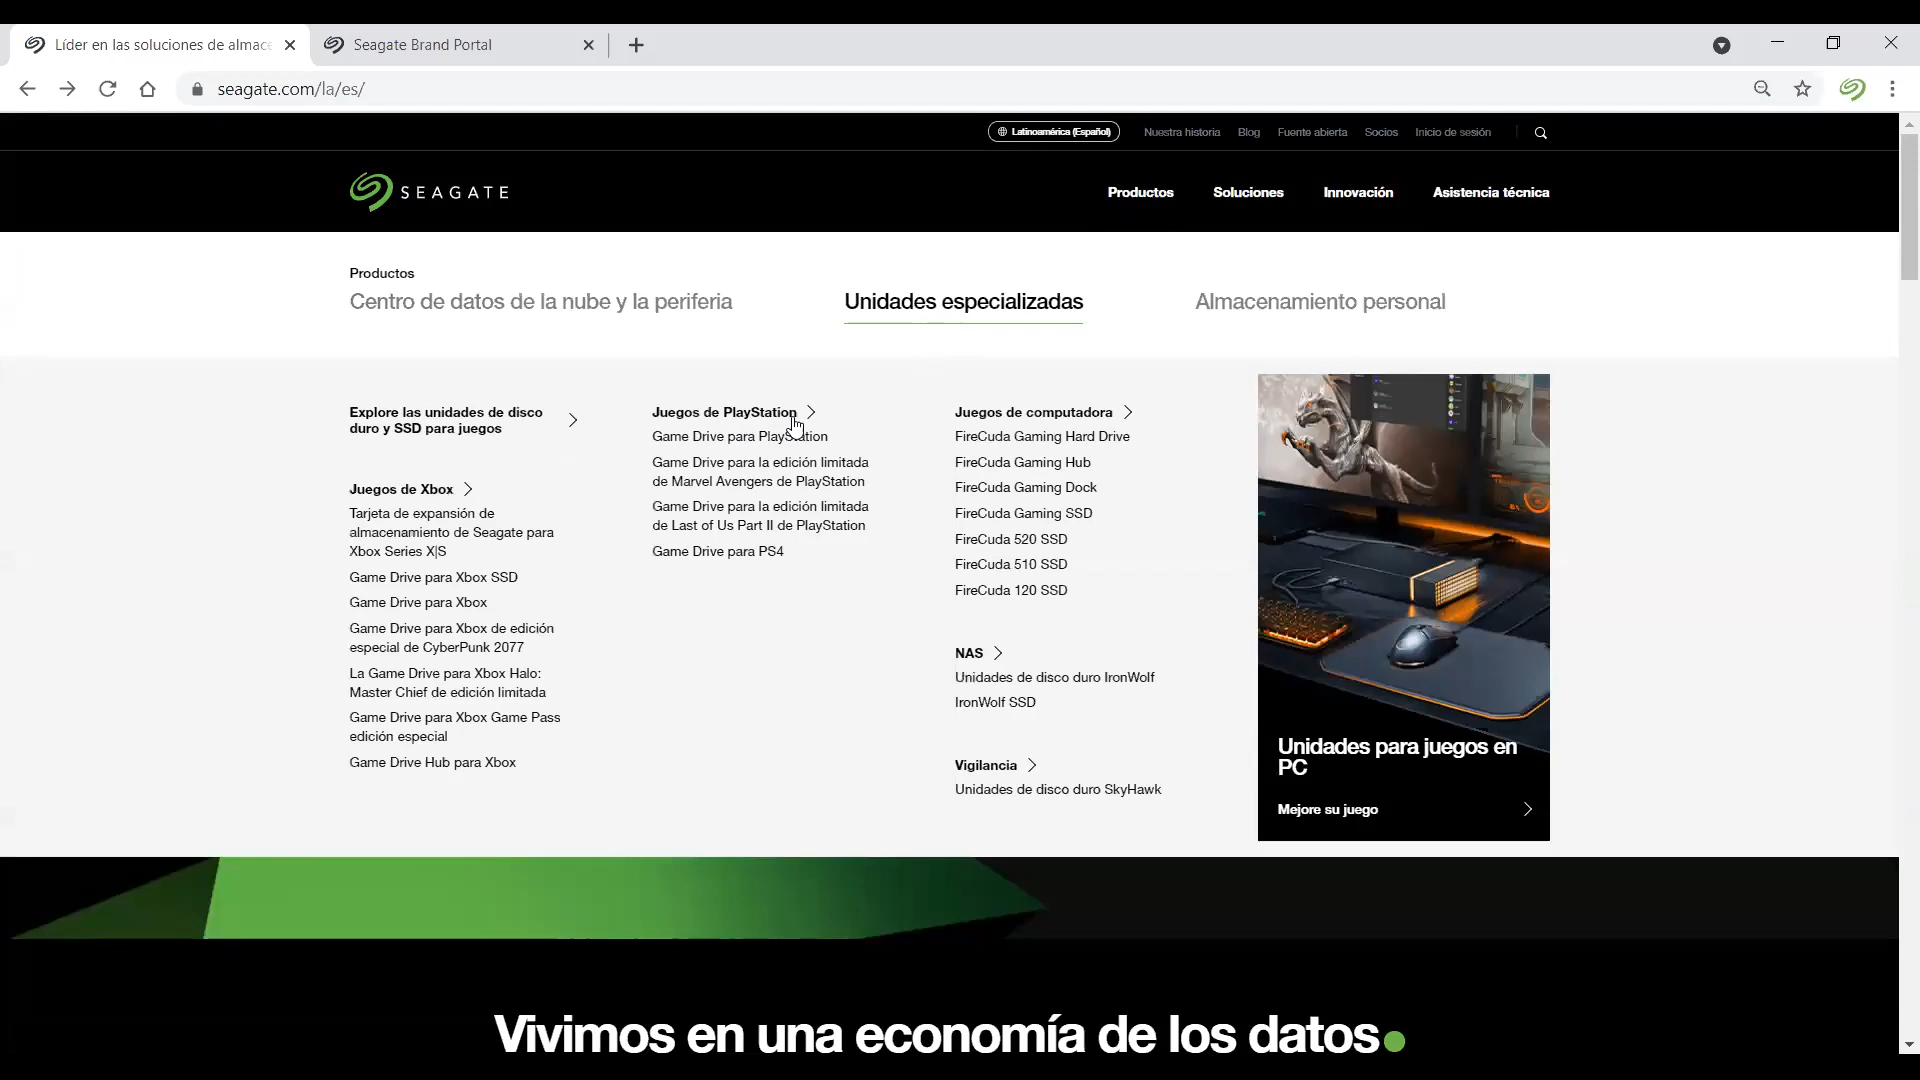 Líder en las soluciones de almac
Seagate Brand Portal
seagate.com/la/es/
Latinoamérica (Español)
Nuestra historia
Blog
Fuente abierta
Socios
Inicio de sesión
SEAGATE
Productos
Soluciones
Innovación
Asistencia técnica
Productos
Centro de datos de la nube y la periferia
Unidades especializadas
Almacenamiento personal
Explore las unidades de disco
duro y SSD para juegos
Juegos de Xbox
Tarjeta de expansión de
almacenamiento de Seagate para
Xbox Series X|S
Game Drive para Xbox SSD
Game Drive para Xbox
Game Drive para Xbox de edición
especial de CyberPunk 2077
La Game Drive para Xbox Halo:
Master Chief de edición limitada
Game Drive para Xbox Game Pass
edición especial
Game Drive Hub para Xbox
Juegos de PlayStation
Game Drive para PlayStation
Game Drive para la edición limitada
de Marvel Avengers de PlayStation
Game Drive para la edición limitada
de Last of Us Part II de PlayStation
Game Drive para PS4
Juegos de computadora
FireCuda Gaming Hard Drive
FireCuda Gaming Hub
FireCuda Gaming Dock
FireCuda Gaming SSD
FireCuda 520 SSD
FireCuda 510 SSD
FireCuda 120 SSD
NAS
Unidades de disco duro IronWolf
IronWolf SSD
Vigilancia
Unidades de disco duro SkyHawk
Unidades para juegos en
PC
Mejore su juego
Vivimos en una economía de los datos